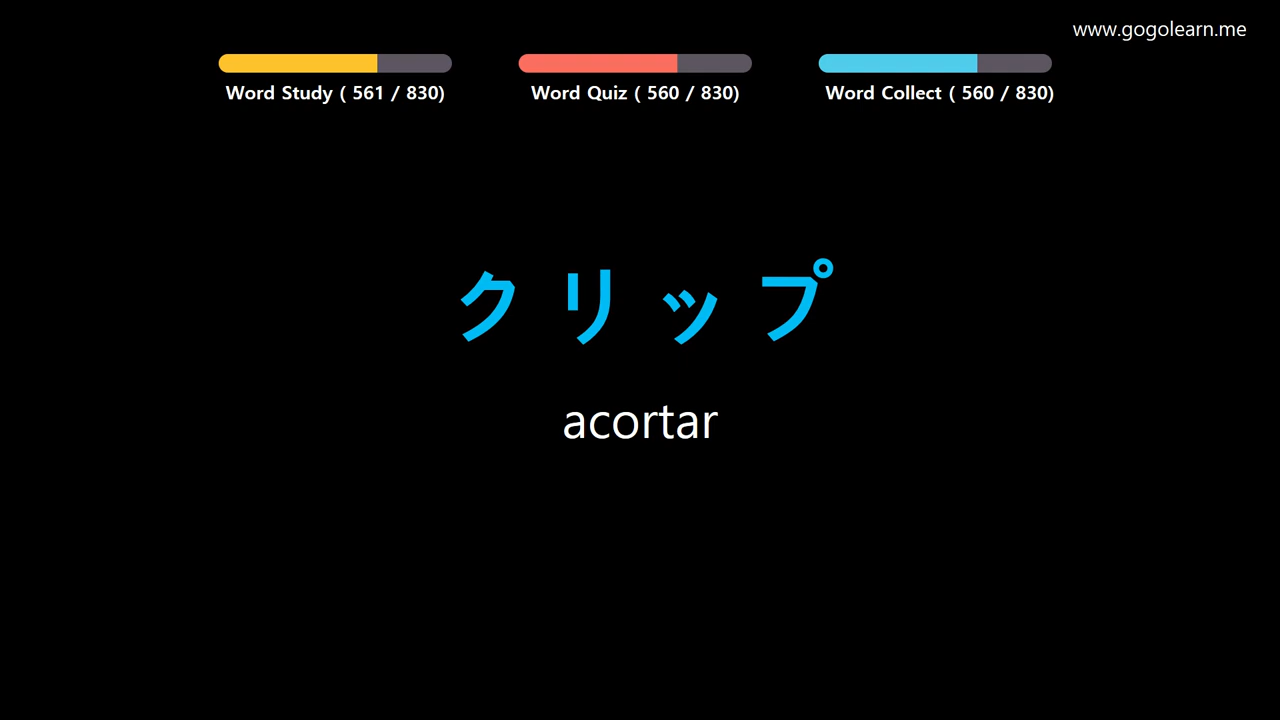 www.gogolearn.me
Word Study ( 561 / 830)
Word Quiz ( 560 / 830)
Word Collect ( 560 / 830)
クリップ
acortar